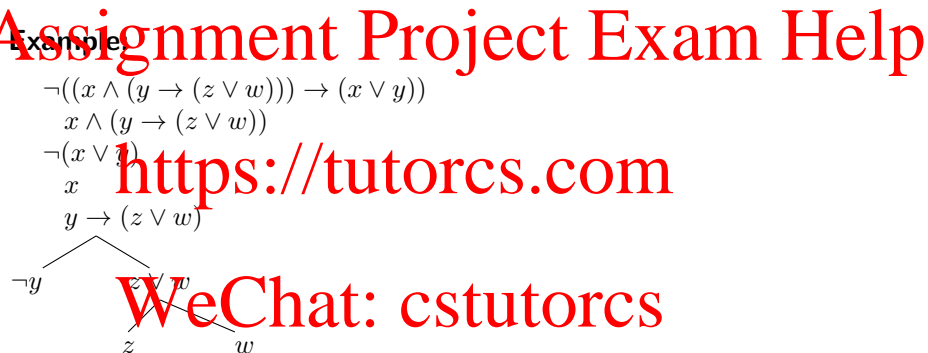 Assignment Project Exam Help
Example.
¬((x ∧ (y → (z ∨ w))) → (x ∨ y))
x ∧ (y → (z ∨ w))
¬(x ∨ y)
https://tutorcs.com
x
y → (z ∨ w)
¬y z ∨ w
WeChat: cstutorcs
z w